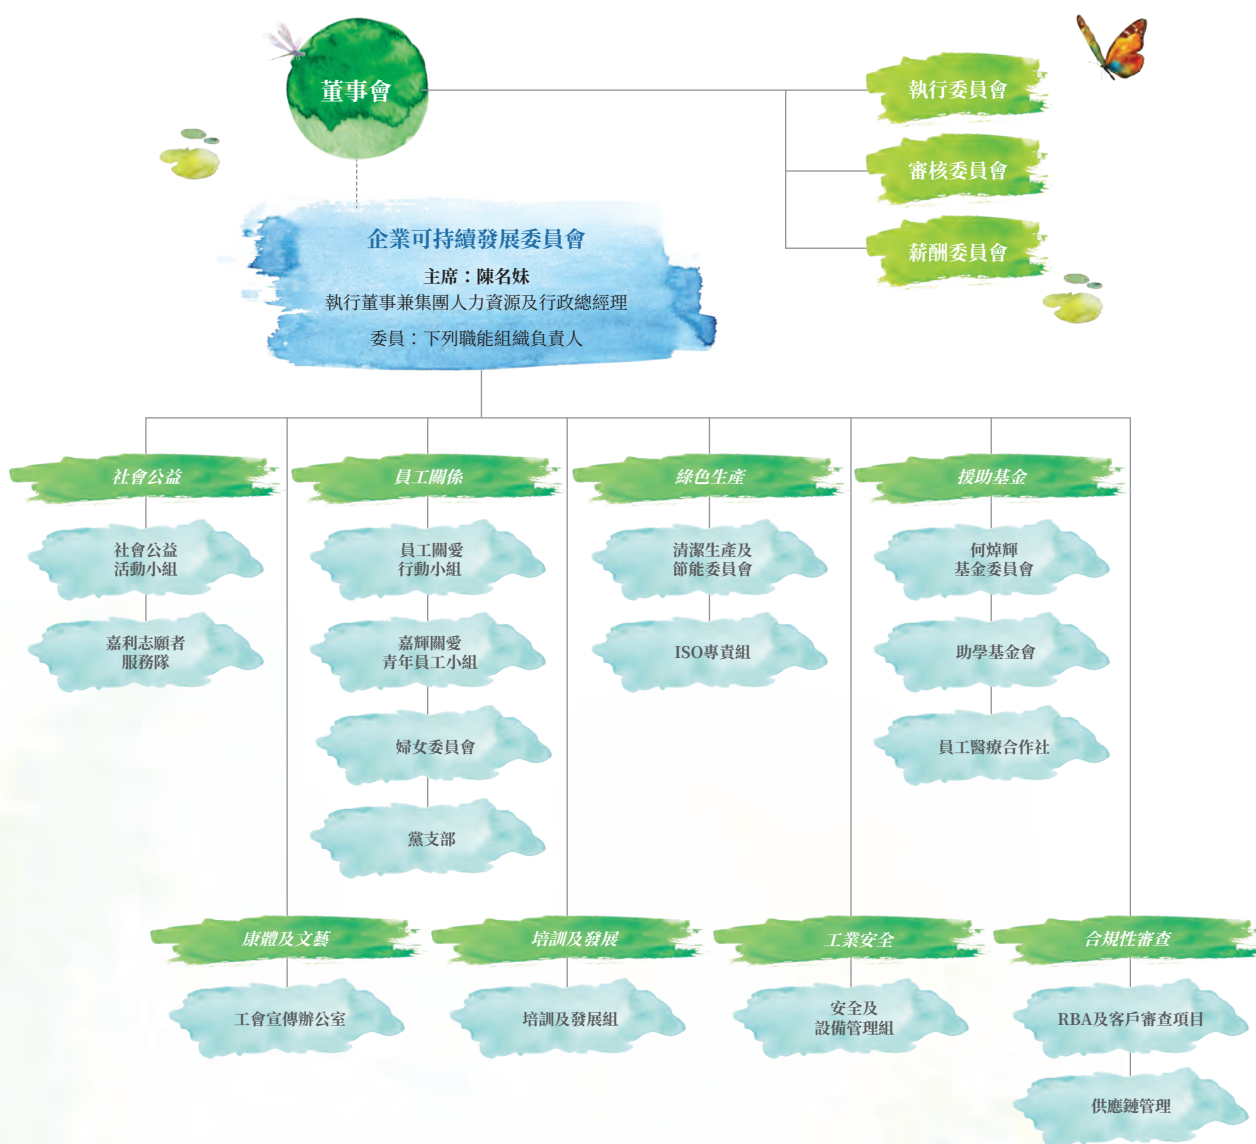 董事會
執行委員會
審核委員會
薪酬委員會
企業可持續發展委員會
主席：陳名妹
執行董事兼集團人力資源及行政總經理
委員：下列職能組織負責人
社會公益
社會公益
活動小組
嘉利志願者
服務隊
員工關係
員工關愛
行動小組
嘉輝關愛
青年員工小組
婦女委員會
黨支部
綠色生產
清潔生產及
節能委員會
ISO專責組
援助基金
何焯輝
基金委員會
助學基金會
員工醫療合作社
康體及文藝
工會宣傳辦公室
培訓及發展
培訓及發展組
工業安全
安全及
設備管理組
合規性審查
RBA及客戶審查項目
供應鏈管理